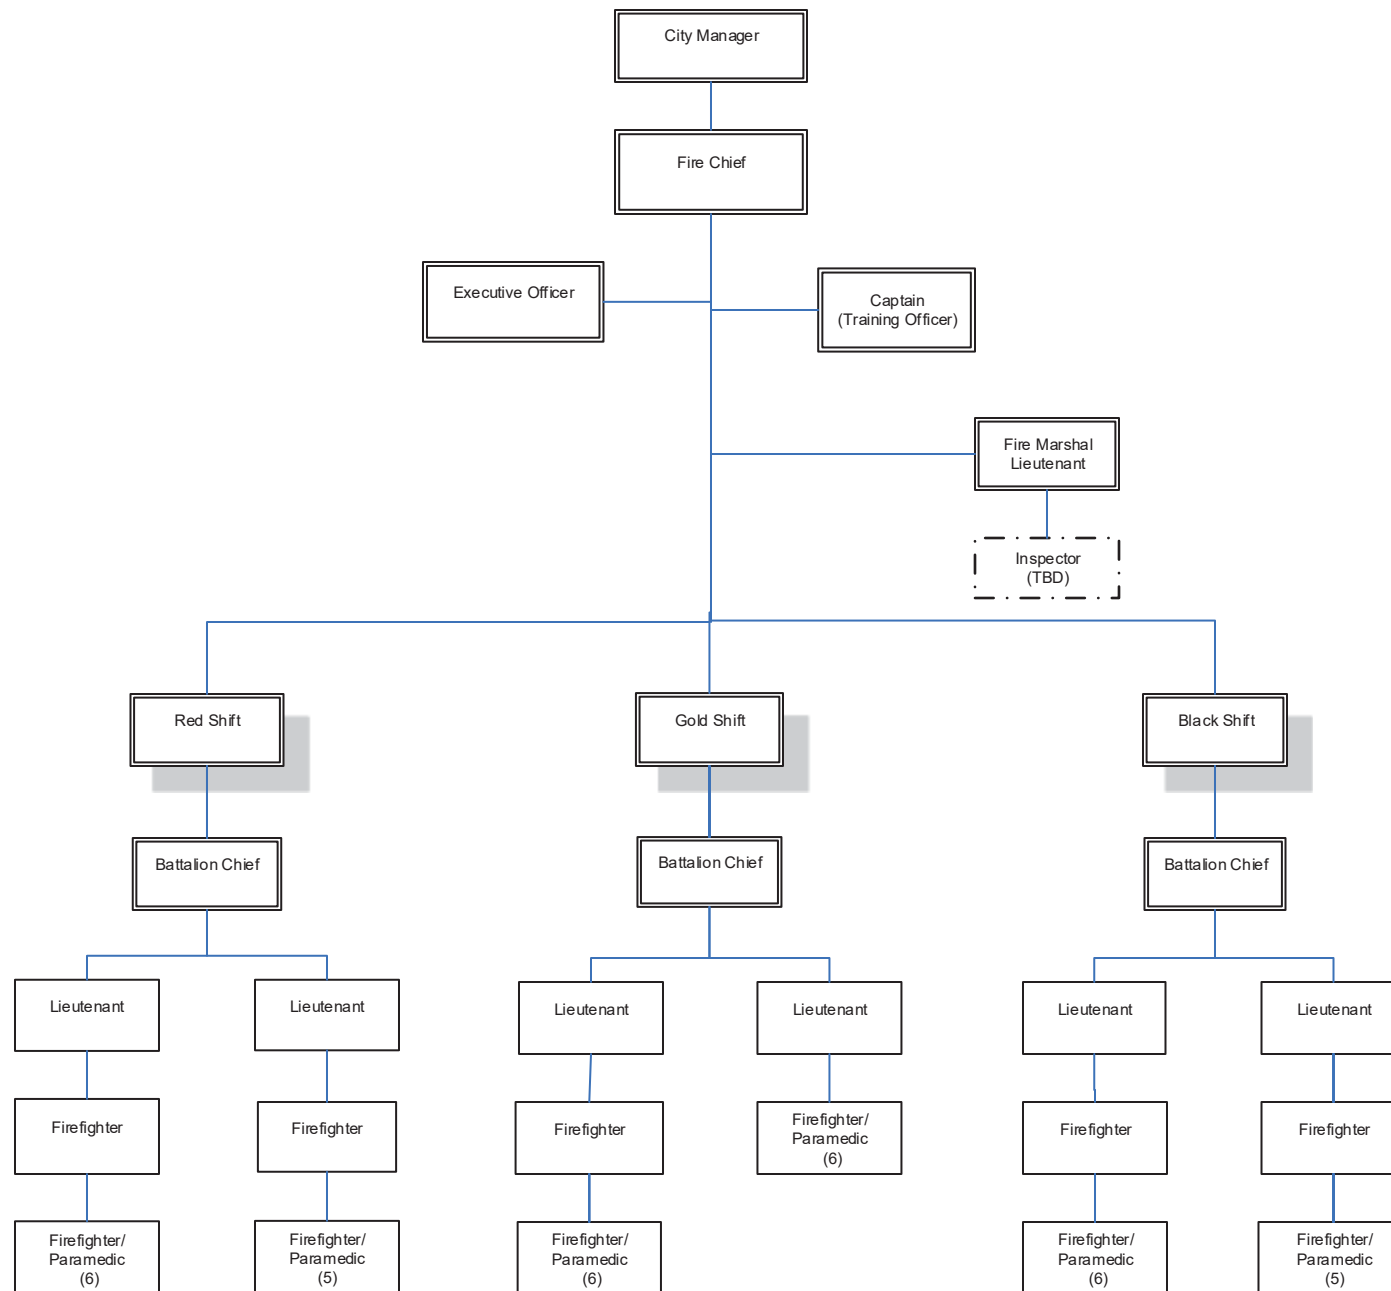 City Manager
Fire Chief
Executive Officer
Captain
(Training Officer)
Fire Marshal
Lieutenant
Inspector
(TBD)
Red Shift
Gold Shift
Black Shift
Battalion Chief
Battalion Chief
Battalion Chief
Lieutenant
Lieutenant
Lieutenant
Lieutenant
Lieutenant
Lieutenant
Firefighter
Firefighter
Firefighter
Firefighter/
Paramedic
(6)
Firefighter
Firefighter
Firefighter/
Paramedic
(6)
Firefighter/
Paramedic
(5)
Firefighter/
Paramedic
(6)
Firefighter/
Paramedic
(6)
Firefighter/
Paramedic
(5)